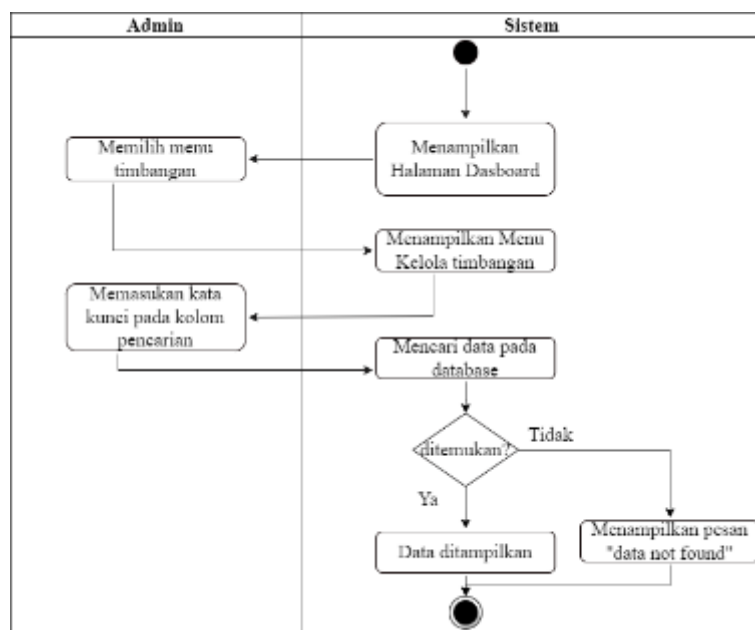 Admin
Sistem
Menampilkan
Halaman Dasboard
Memilih menu
timbangan
Menampilkan Menu
Kelola timbangan
Memasukan kata
kunci pada kolom
pencarian
Mencari data pada
database
ditemukan?
Tidak
Ya
Data ditampilkan
Menampilkan pesan
"data not found"